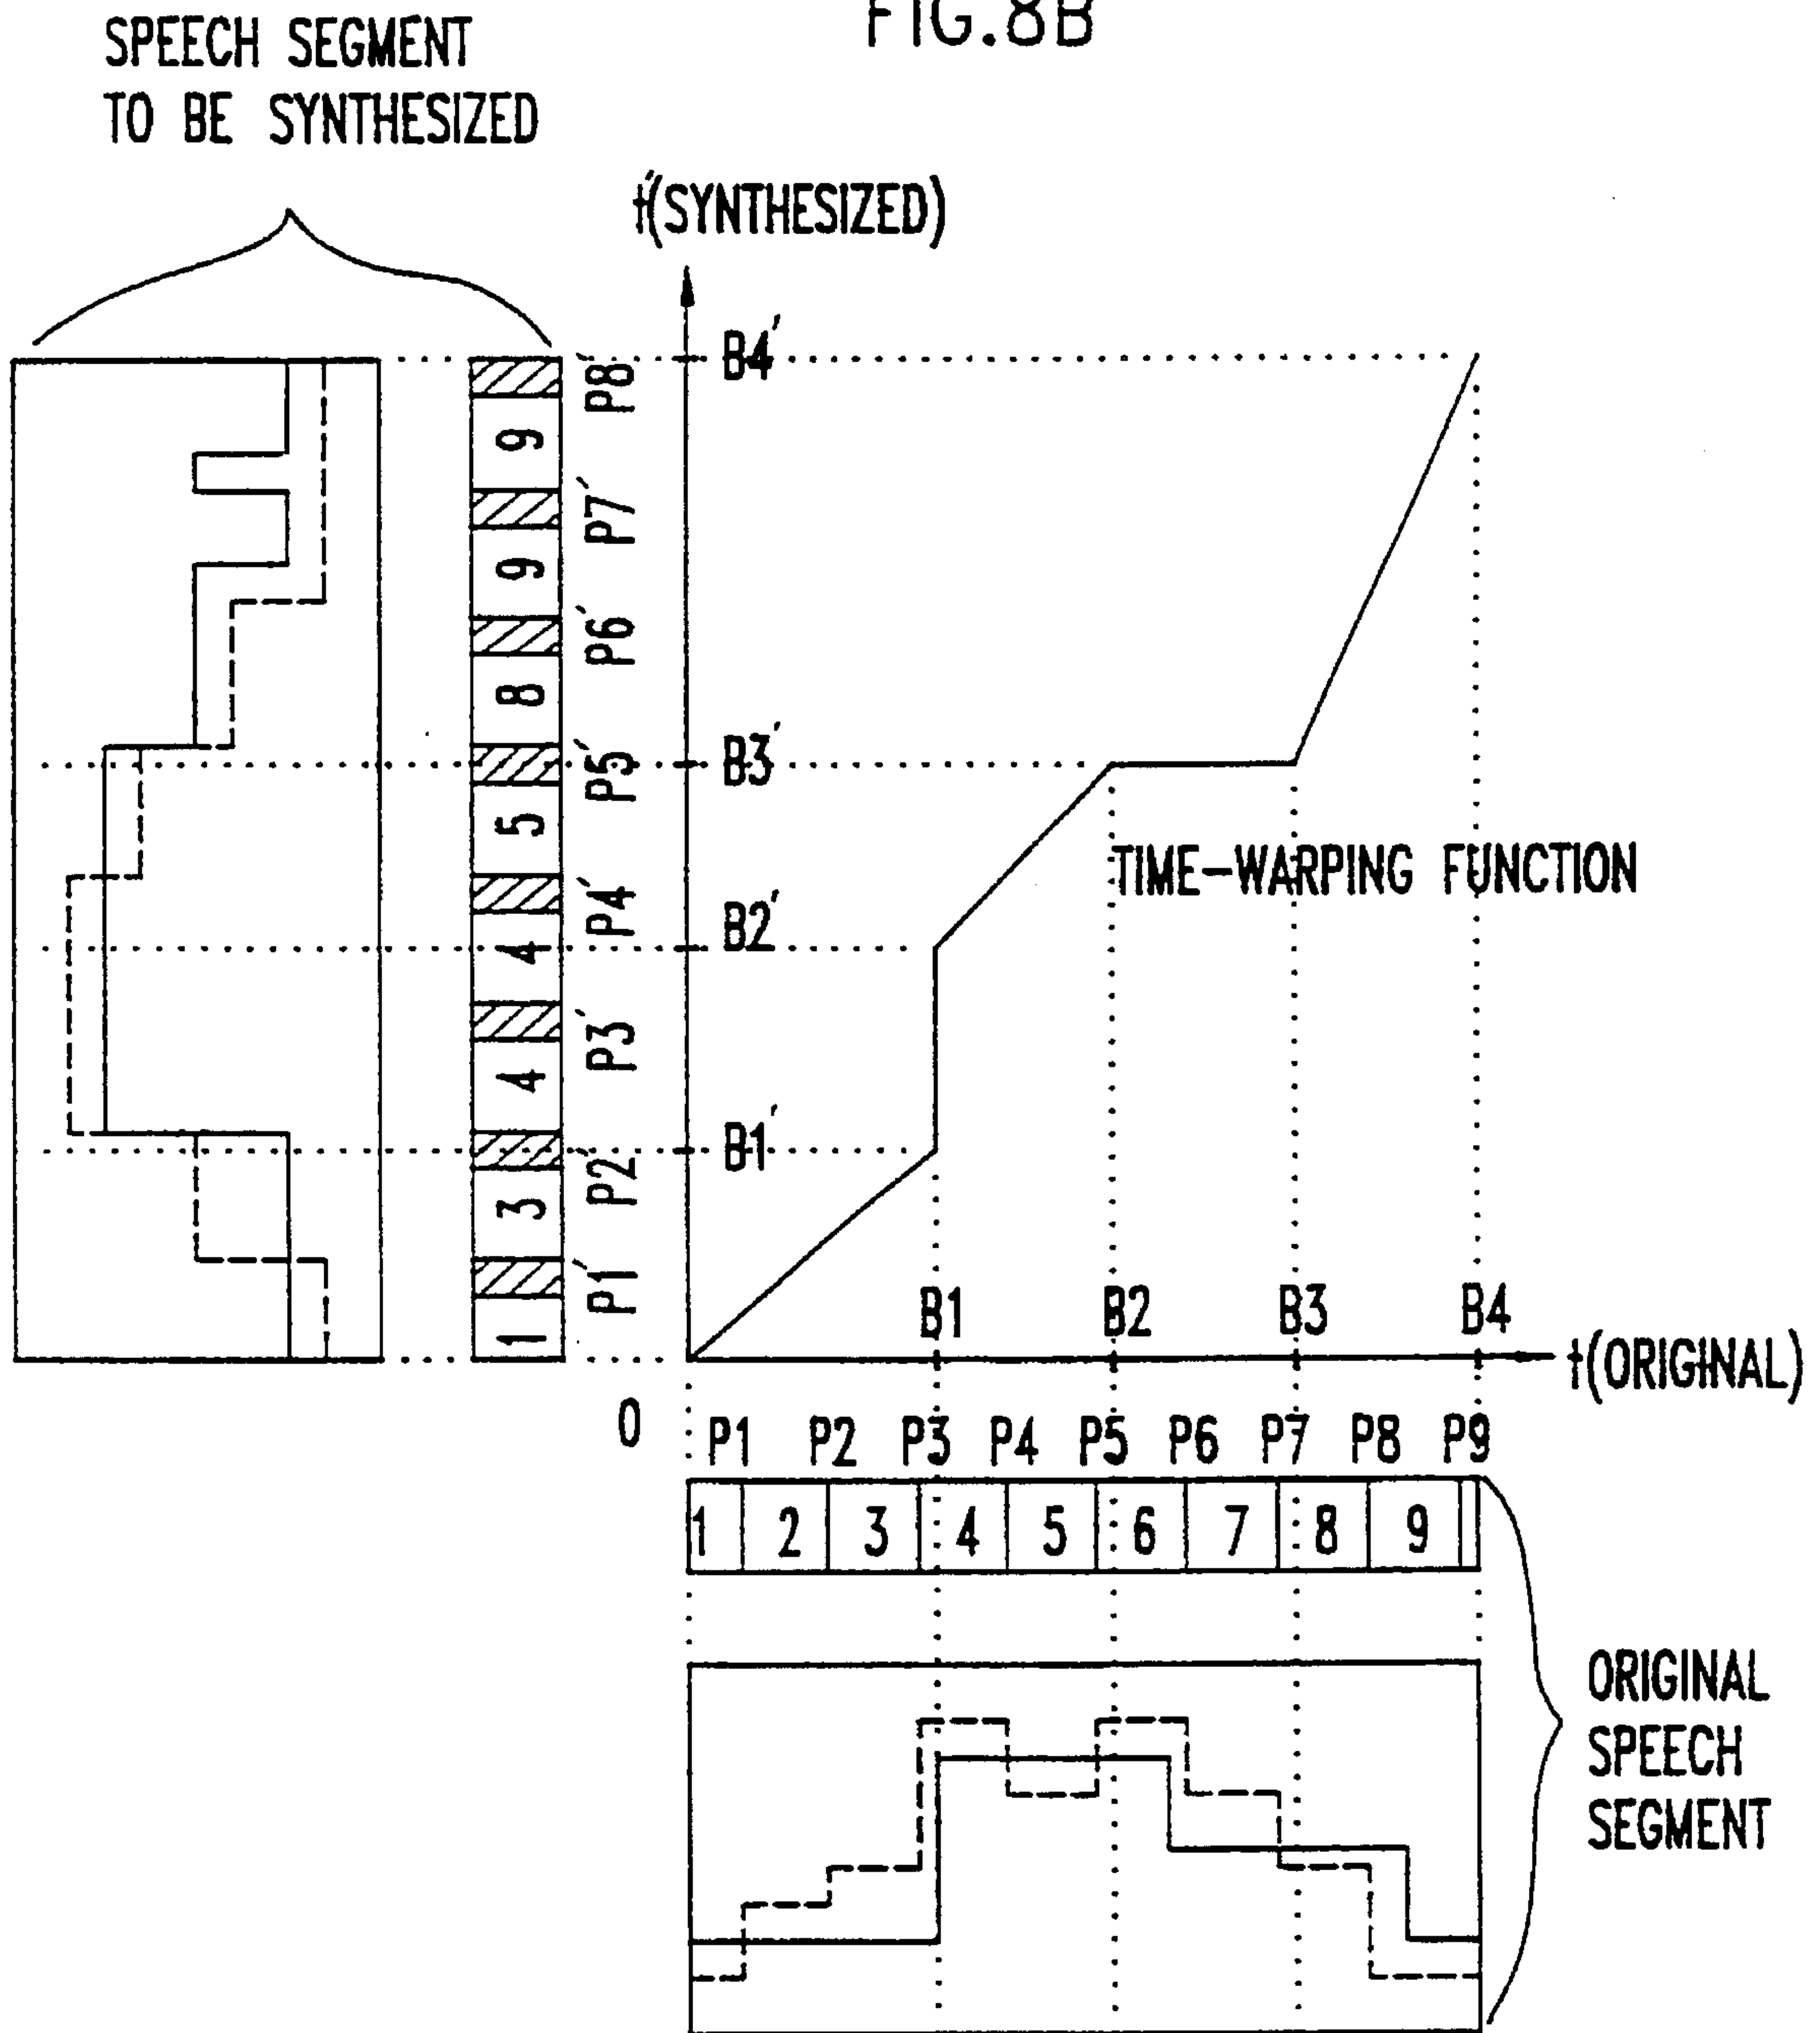 FIG.8B
SPEECH SEGMENT
TO BE SYNTHESIZED
t'(SYNTHESIZED)
B4'
B3'
B2'
B1'
P8'
P7'
P6'
P5'
P4'
P3'
P2'
P1'
9
9
8
5
4
4
3
1
TIME-WARPING FUNCTION
B1 B2 B3 B4
t(ORIGINAL)
0
P1 P2 P3 P4 P5 P6 P7 P8 P9
1 2 3 4 5 6 7 8 9
ORIGINAL
SPEECH
SEGMENT